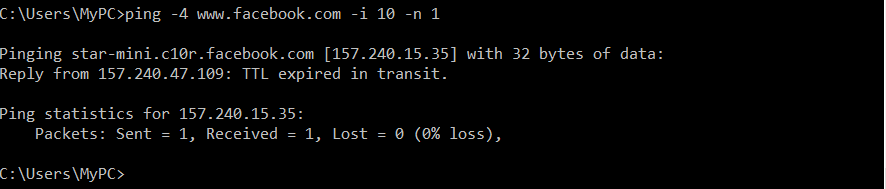 C:\Users\MyPC>ping -4 www.facebook.com -i 10 -n 1
Pinging star-mini.c10r.facebook.com [157.240.15.35] with 32 bytes of data:
Reply from 157.240.47.109: TTL expired in transit.
Ping statistics for 157.240.15.35:
    Packets: Sent = 1, Received = 1, Lost = 0 (0% loss),
C:\Users\MyPC>